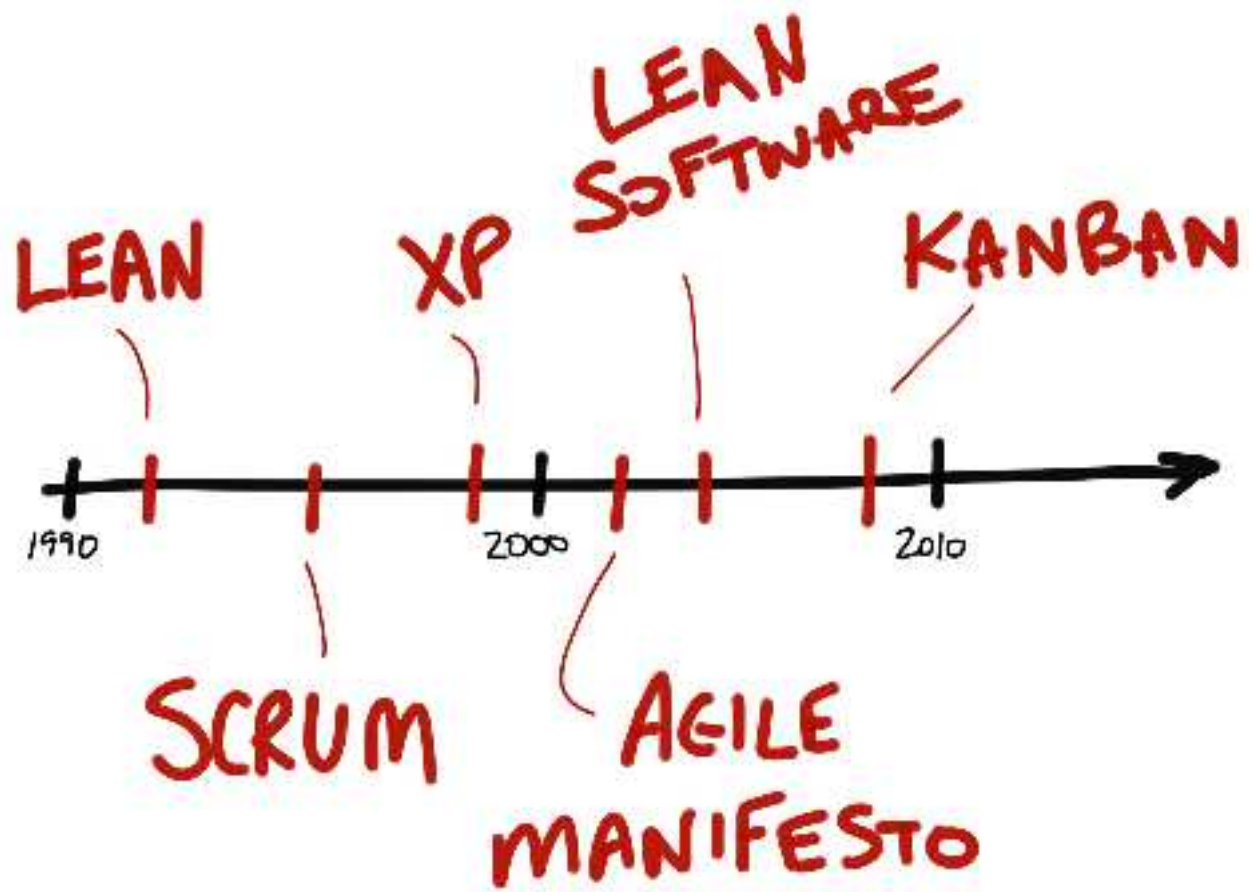 LEAN
SOFTWARE
LEAN
XP
KANBAN
1990
2000
2010
SCRUM
AGILE
MANIFESTO